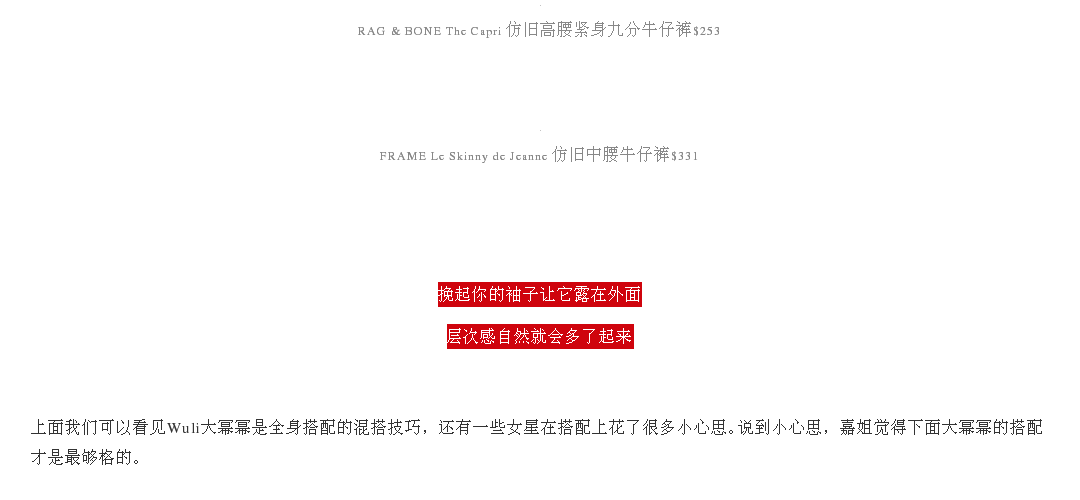 RAG & BONE The Capri 仿旧高腰紧身九分牛仔裤$253
FRAME Le Skinny de Jeanne 仿旧中腰牛仔裤$331
挽起你的袖子让它露在外面
层次感自然就会多了起来
上面我们可以看见Wuli大幂幂是全身搭配的混搭技巧，还有一些女星在搭配上花了很多小心思。说到小心思，嘉姐觉得下面大幂幂的搭配
才是最够格的。